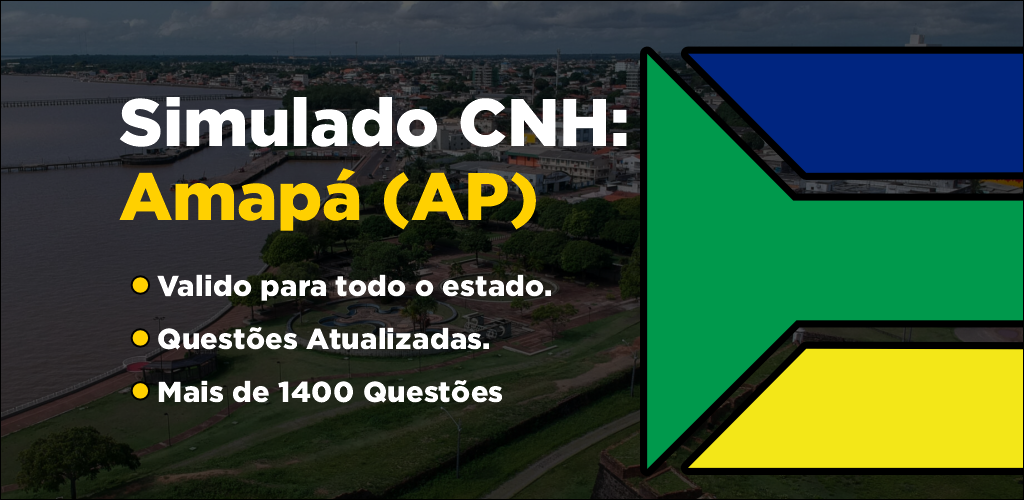 Simulado CNH:
Amapá (AP)
Valido para todo o estado.
Questões Atualizadas.
Mais de 1400 Questões